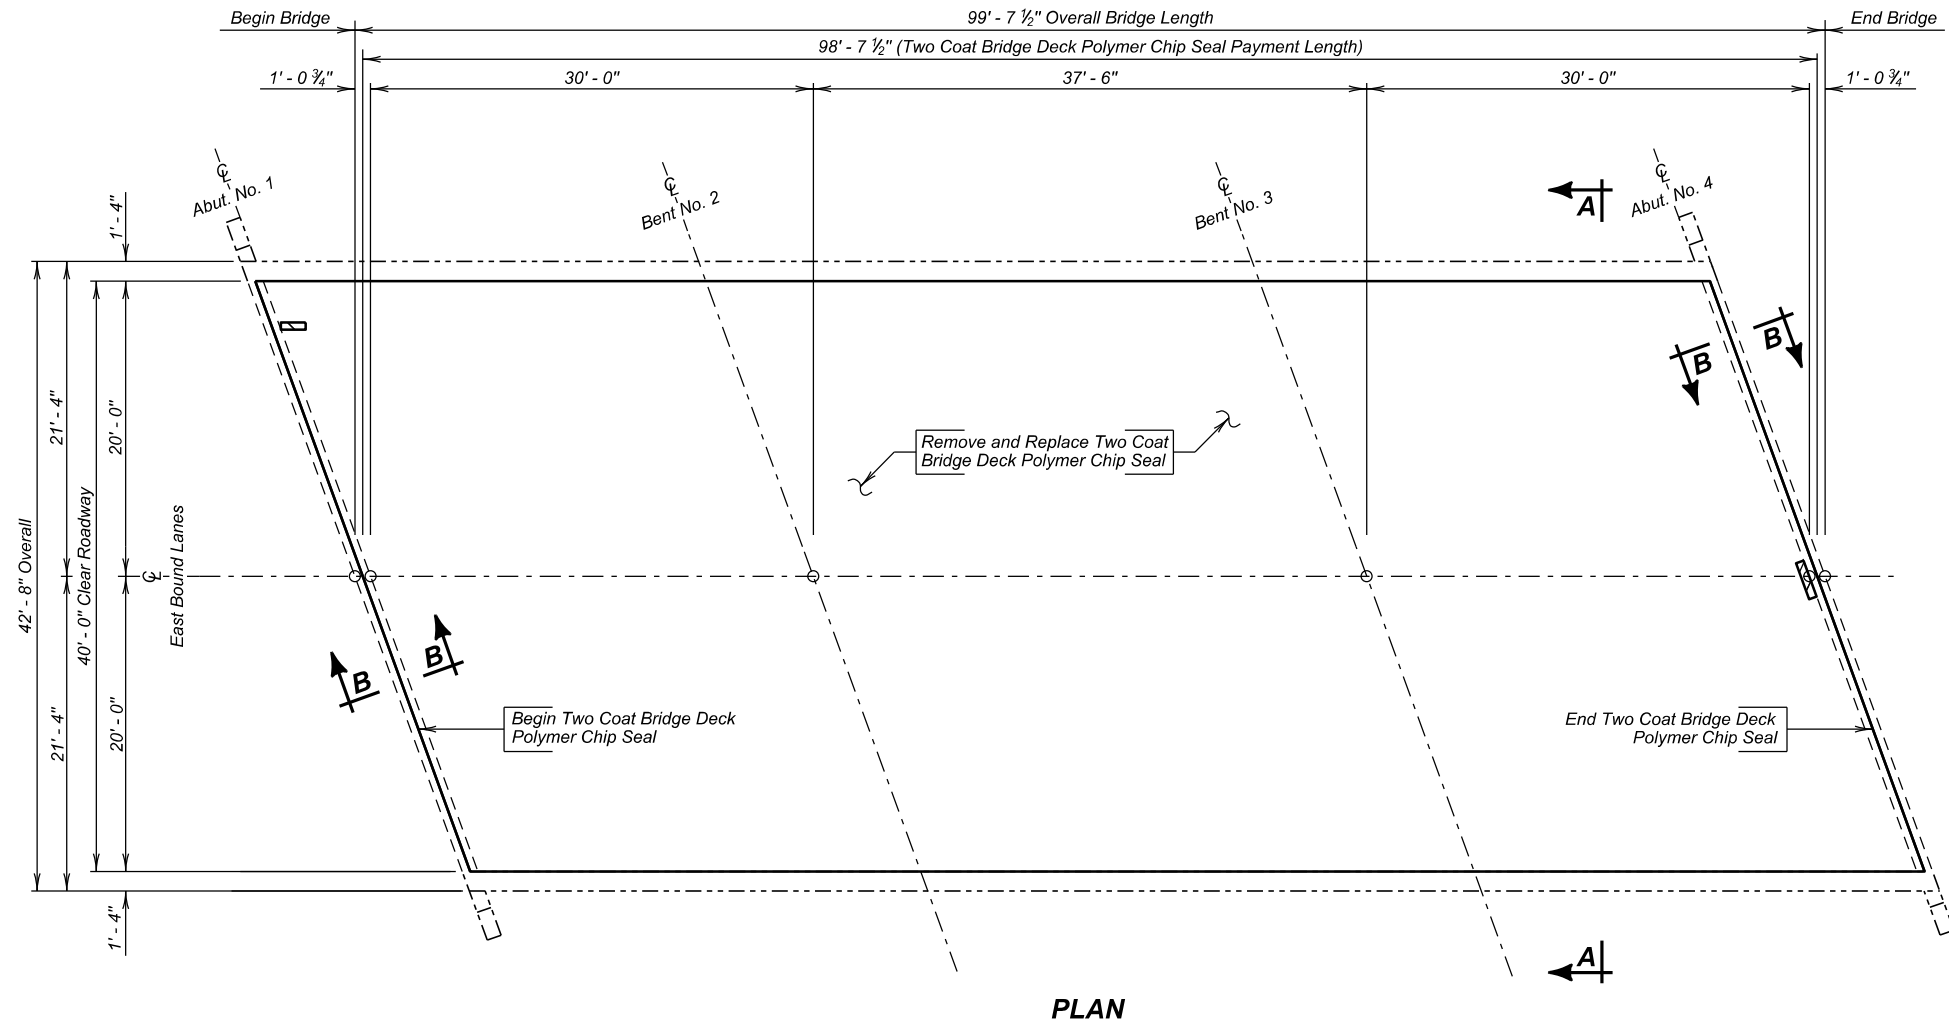 Begin Bridge
99' - 7 ½" Overall Bridge Length
End Bridge
98' - 7 ½" (Two Coat Bridge Deck Polymer Chip Seal Payment Length)
1' - 0 ¾"
30' - 0"
37' - 6"
30' - 0"
1' - 0 ¾"
℄
Abut. No. 1
℄
Bent No. 2
℄
Bent No. 3
℄
Abut. No. 4
A
1' - 4"
B
B
21' - 4"
20' - 0"
Remove and Replace Two Coat
Bridge Deck Polymer Chip Seal
42' - 8" Overall
40' - 0" Clear Roadway
℄
East Bound Lanes
B
B
21' - 4"
20' - 0"
Begin Two Coat Bridge Deck
Polymer Chip Seal
End Two Coat Bridge Deck
Polymer Chip Seal
1' - 4"
A
PLAN